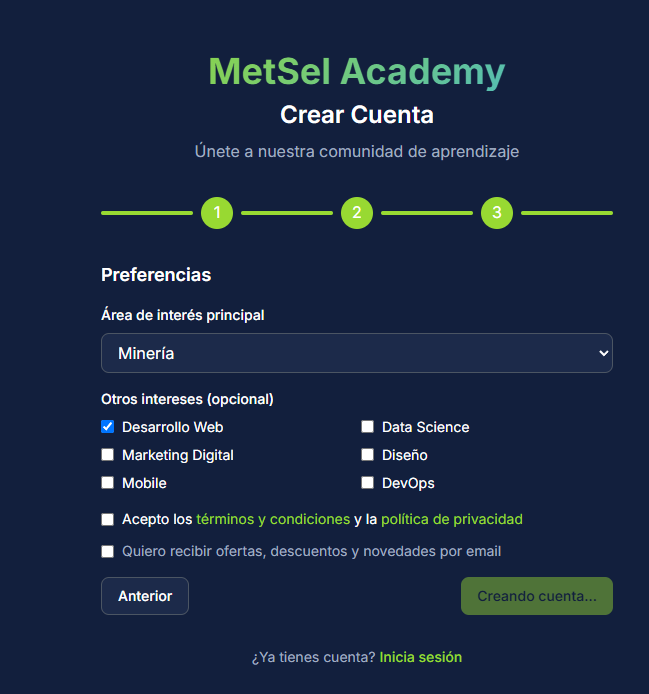 MetSel Academy
Crear Cuenta
Únete a nuestra comunidad de aprendizaje
1 2 3
Preferencias
Área de interés principal
Minería
Otros intereses (opcional)
Desarrollo Web Data Science
Marketing Digital Diseño
Mobile DevOps
Acepto los términos y condiciones y la política de privacidad
Quiero recibir ofertas, descuentos y novedades por email
Anterior Creando cuenta...
¿Ya tienes cuenta? Inicia sesión